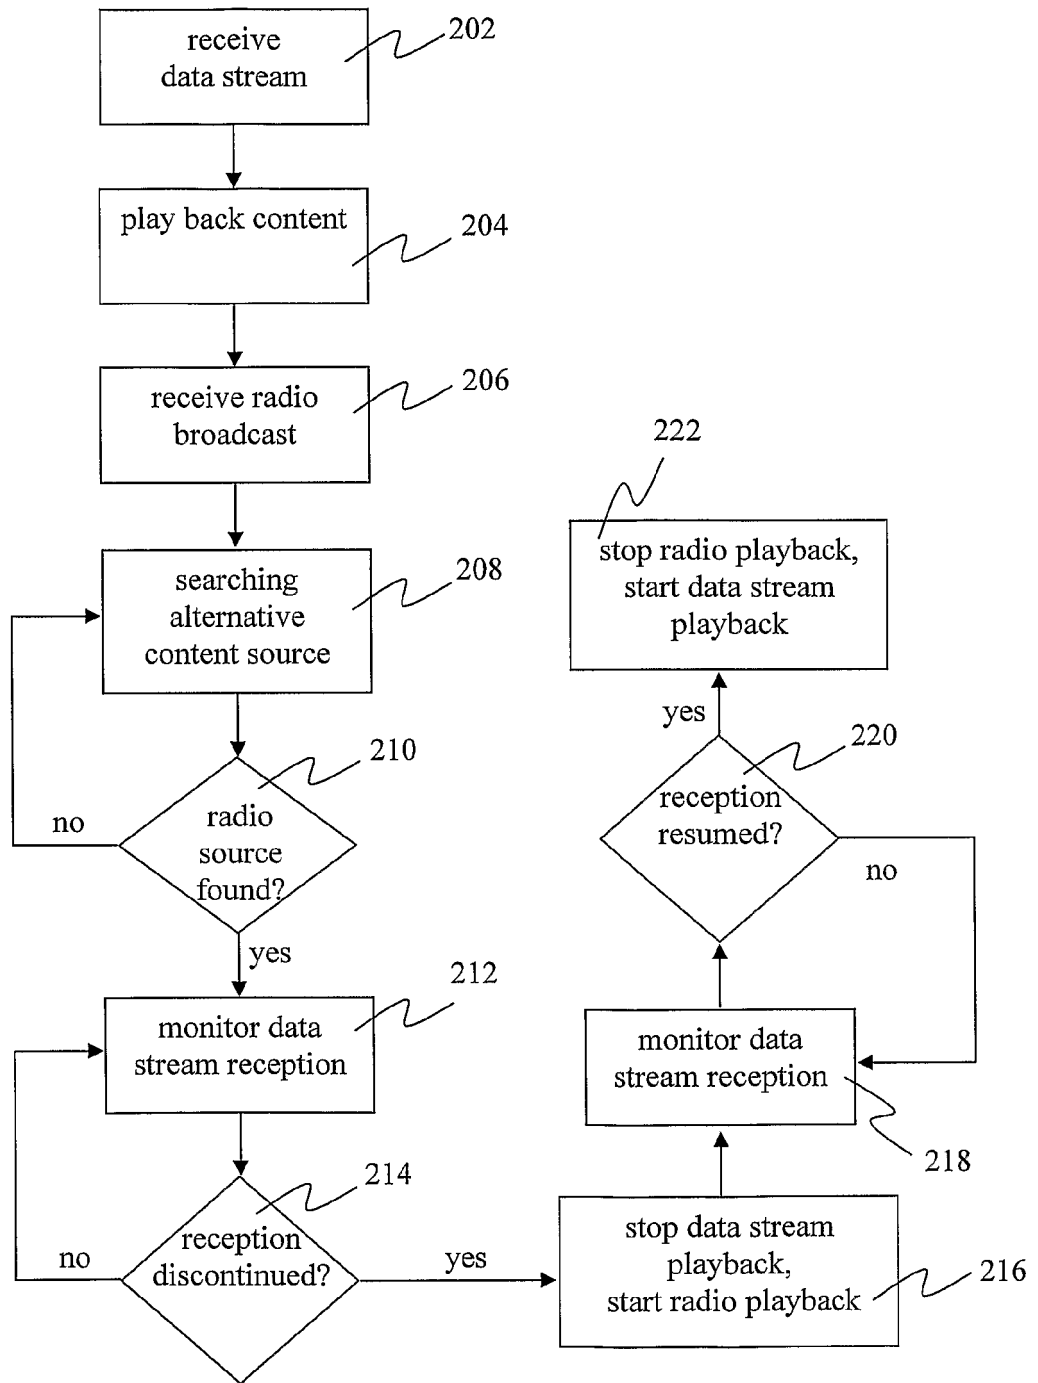 receive
data stream
202
play back content
204
receive radio
broadcast
206
searching
alternative
content source
208
radio
source
found?
210
no
yes
monitor data
stream reception
212
reception
discontinued?
214
no
yes
stop data stream
playback,
start radio playback
216
monitor data
stream reception
218
reception
resumed?
220
no
yes
stop radio playback,
start data stream
playback
222